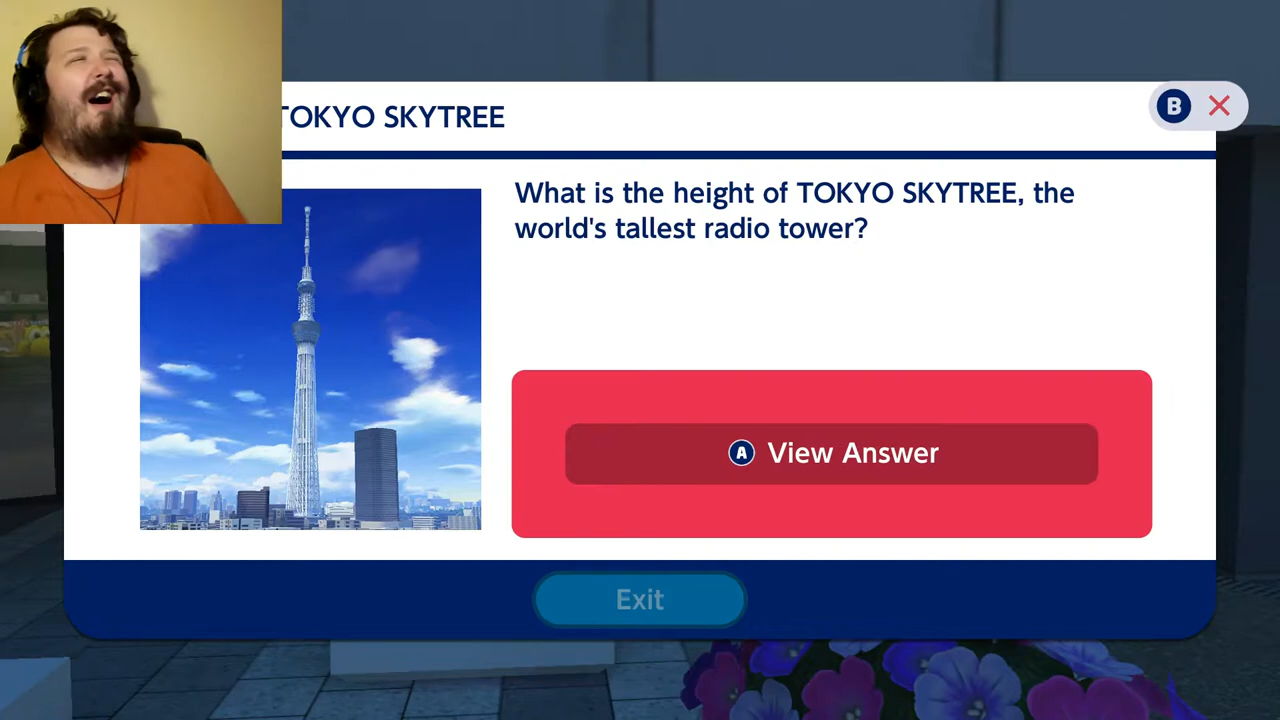 TOKYO SKYTREE
B
What is the height of TOKYO SKYTREE, the
world's tallest radio tower?
A View Answer
Exit